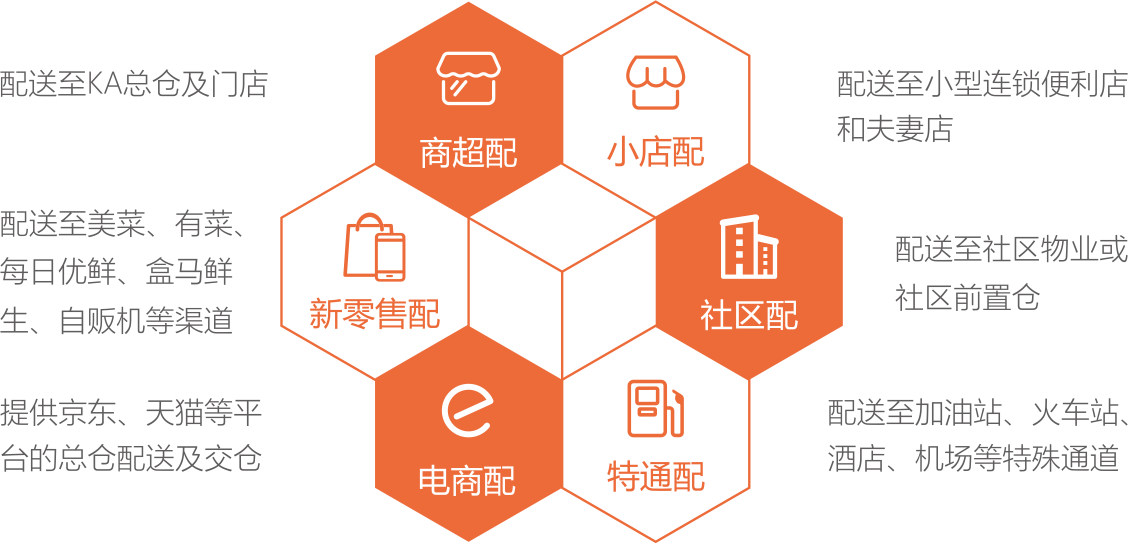 配送至KA总仓及门店
商超配
小店配
配送至小型连锁便利店
和夫妻店
配送至美菜、有菜、
每日优鲜、盒马鲜
生、自贩机等渠道
新零售配
社区配
配送至社区物业或
社区前置仓
提供京东、天猫等平
台的总仓配送及交仓
电商配
特通配
配送至加油站、火车站、
酒店、机场等特殊通道